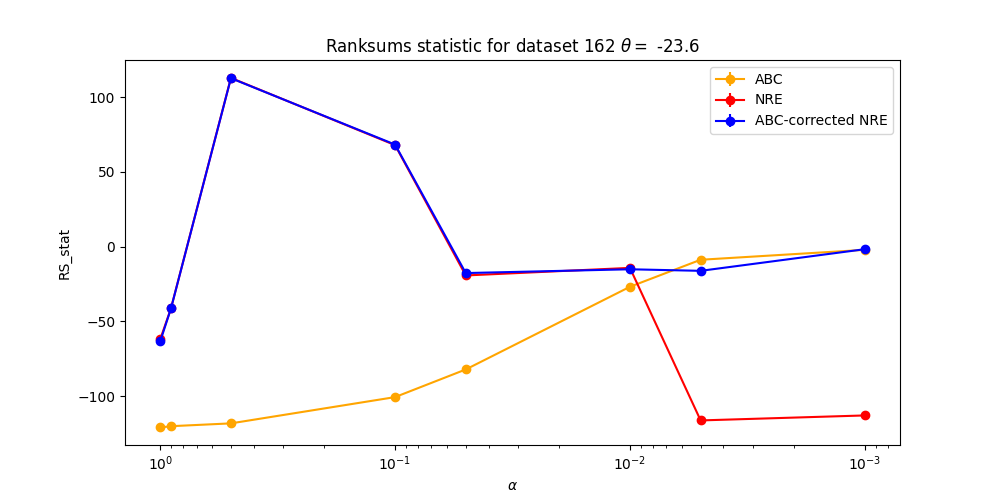 Ranksums statistic for dataset 162 θ = -23.6
ABC
NRE
ABC-corrected NRE
RS_stat
100
50
0
−50
−100
10⁰
10⁻¹
10⁻²
10⁻³
α